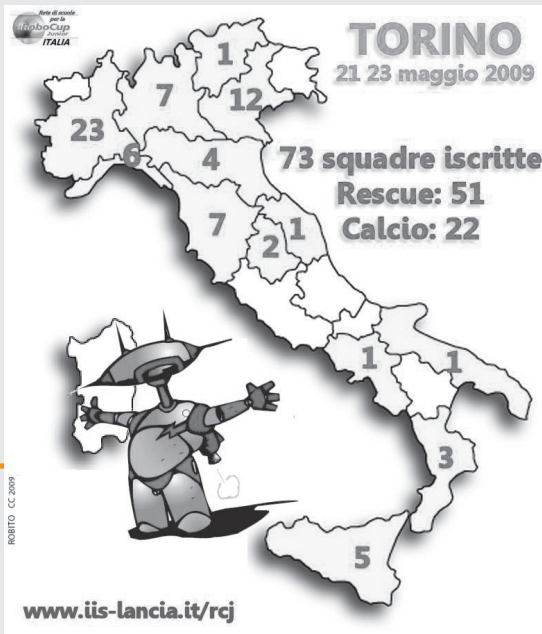 Rete di scuole
per la
RoboCup
Junior
ITALIA
TORINO
21 23 maggio 2009
1
7
12
23
6
4
73 squadre iscritte
Rescue: 51
Calcio: 22
7
2
1
1
1
3
5
ROBITO CC 2009
www.iis-lancia.it/rcj